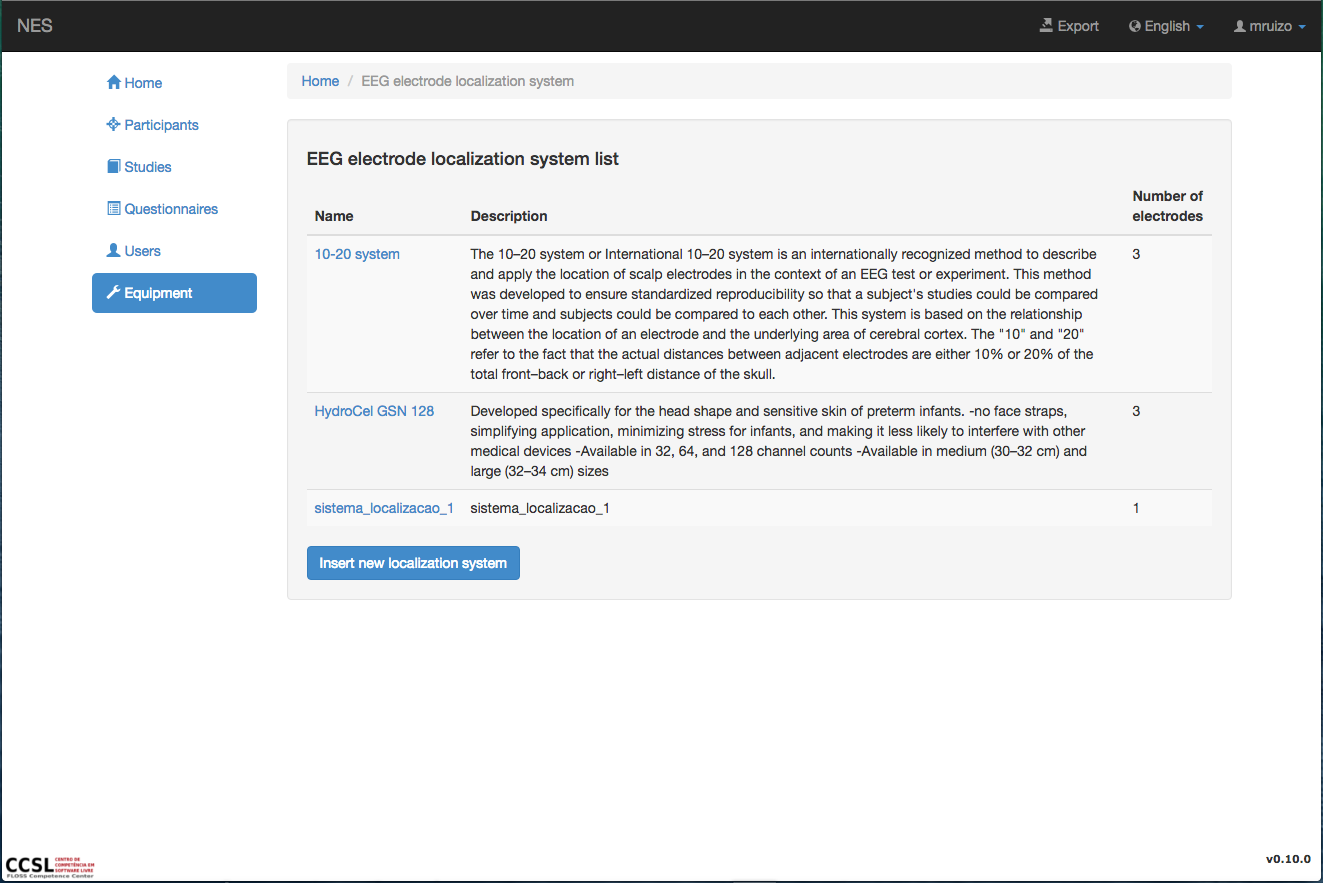 NES
Export
English
mruizo
Home
Participants
Studies
Questionnaires
Users
Equipment
Home / EEG electrode localization system
EEG electrode localization system list
Name
Description
Number of
electrodes
10-20 system
The 10–20 system or International 10–20 system is an internationally recognized method to describe
and apply the location of scalp electrodes in the context of an EEG test or experiment. This method
was developed to ensure standardized reproducibility so that a subject's studies could be compared
over time and subjects could be compared to each other. This system is based on the relationship
between the location of an electrode and the underlying area of cerebral cortex. The "10" and "20"
refer to the fact that the actual distances between adjacent electrodes are either 10% or 20% of the
total front–back or right–left distance of the skull.
3
HydroCel GSN 128
Developed specifically for the head shape and sensitive skin of preterm infants. -no face straps,
simplifying application, minimizing stress for infants, and making it less likely to interfere with other
medical devices -Available in 32, 64, and 128 channel counts -Available in medium (30–32 cm) and
large (32–34 cm) sizes
3
sistema_localizacao_1
sistema_localizacao_1
1
Insert new localization system
CCSL
CENTRO DE
COMPETÊNCIA EM
SOFTWARE LIVRE
FLOSS Competence Center
v0.10.0